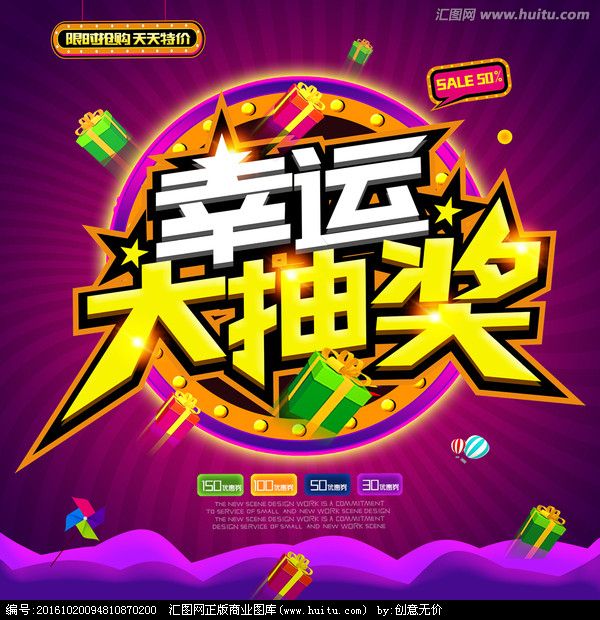 汇图网 www.huitu.com
限时抢购 天天特价
SALE 50%
幸运
大抽奖
150优惠券 100优惠券 50优惠券 30优惠券
THE NEW SCENE DESIGN WORK IS A COMMITMENT
TO SERVICE OF SMALL AND NEW WORK SCENE DESIGN
THE NEW SCENE DESIGN WORK IS A COMMITMENT
DESIGN SERVICE OF SMALL AND NEW WORK SCENE
编号:20161020094810870200 汇图网正版商业图库(www.huitu.com) by:创意无价